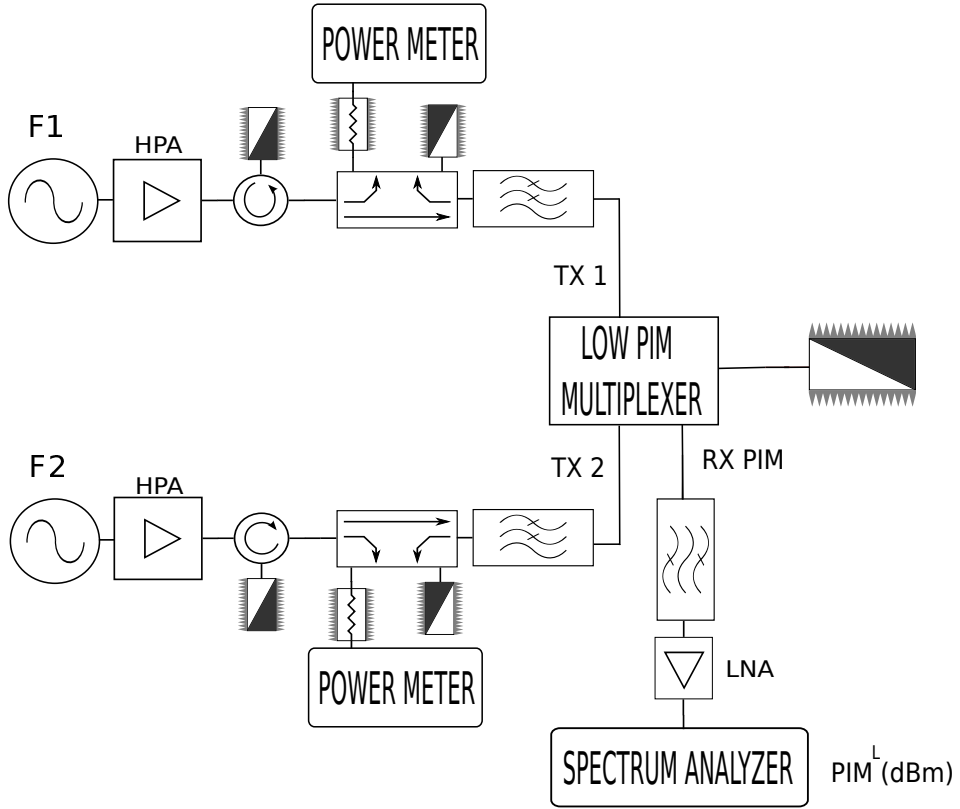 POWER METER
F1
HPA
TX 1
LOW PIM
MULTIPLEXER
F2
HPA
TX 2
RX PIM
POWER METER
LNA
SPECTRUM ANALYZER
PIM^L(dBm)